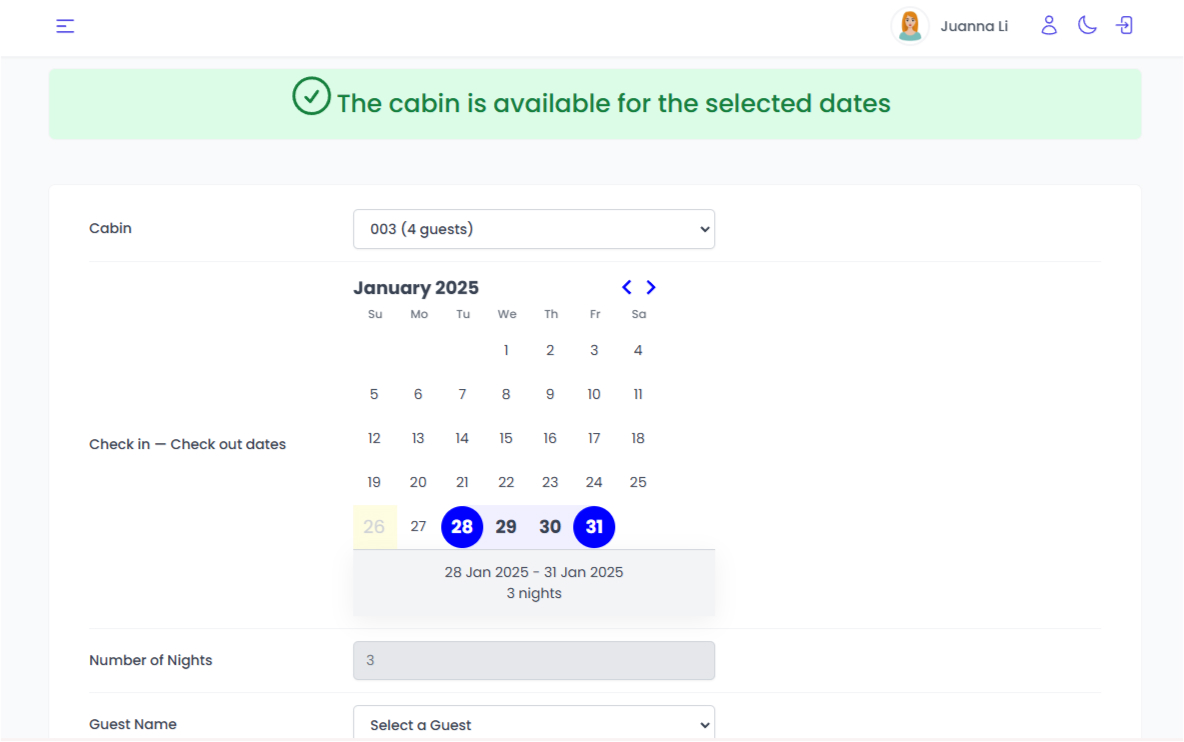 Juanna Li
The cabin is available for the selected dates
Cabin
003 (4 guests)
Check in — Check out dates
January 2025
Su Mo Tu We Th Fr Sa
1 2 3 4
5 6 7 8 9 10 11
12 13 14 15 16 17 18
19 20 21 22 23 24 25
26 27 28 29 30 31
28 Jan 2025 - 31 Jan 2025
3 nights
Number of Nights
3
Guest Name
Select a Guest